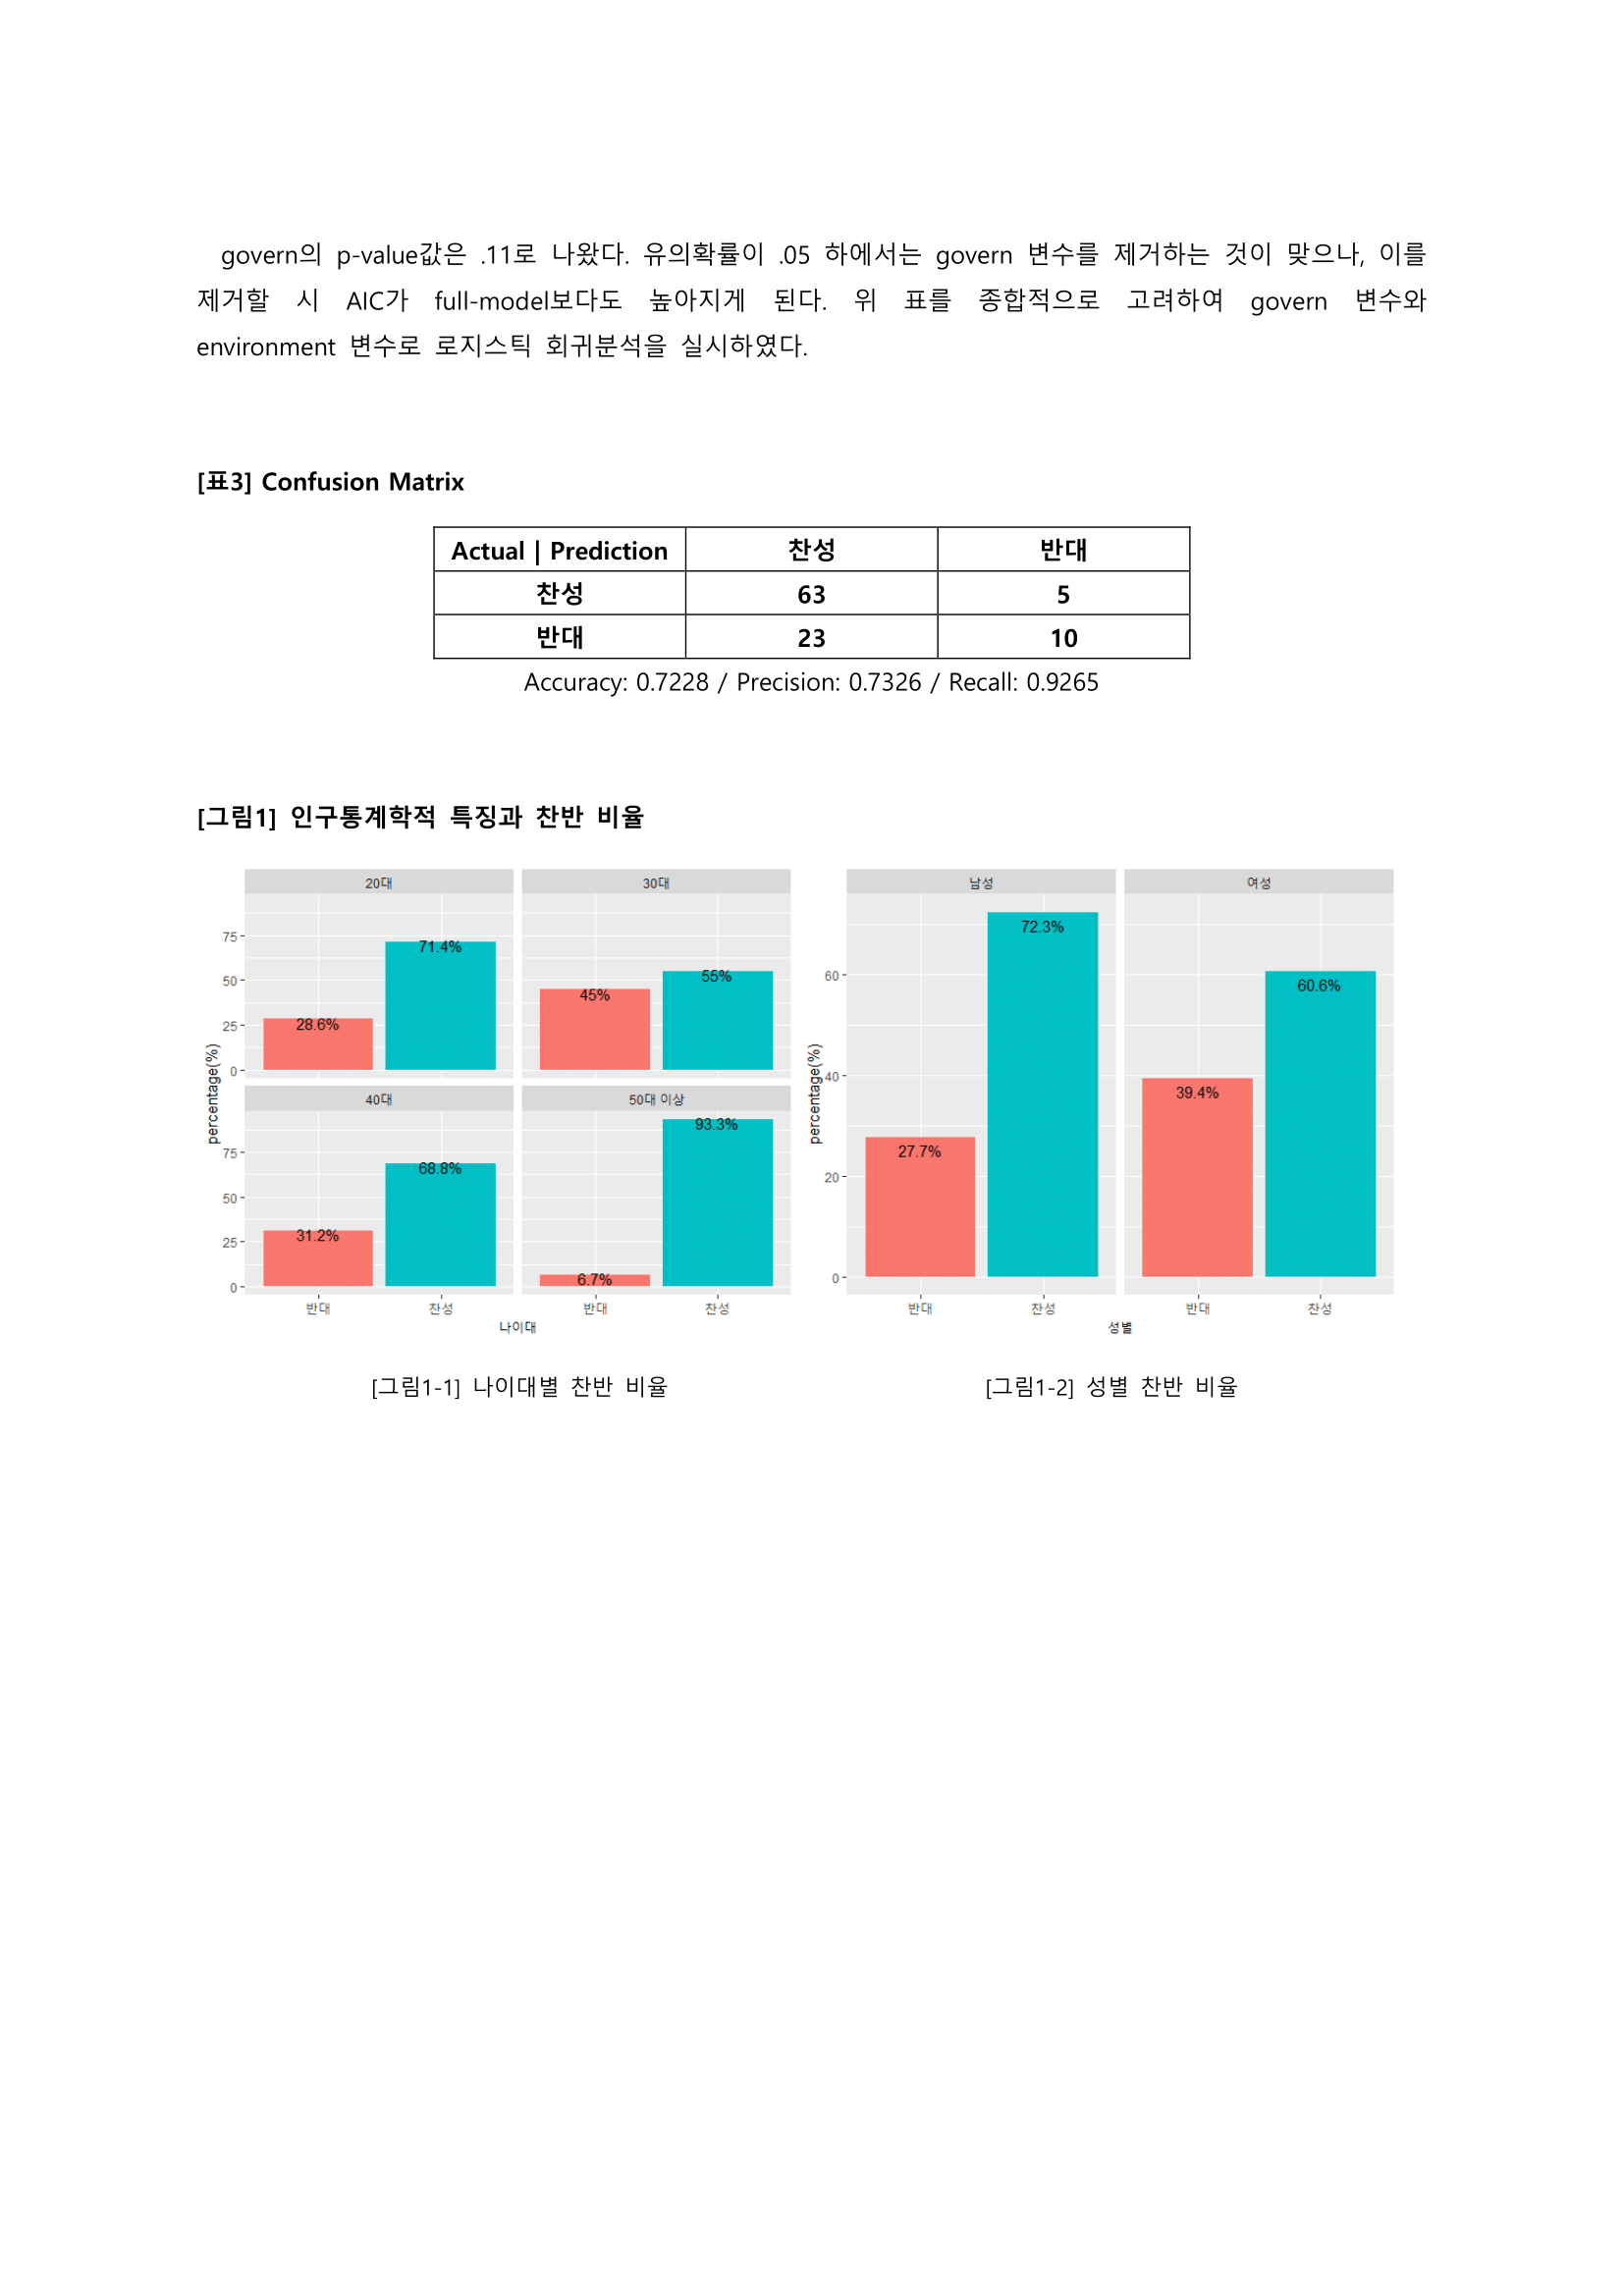 govern의 p-value값은 .11로 나왔다. 유의확률이 .05 하에서는 govern 변수를 제거하는 것이 맞으나, 이를
제거할 시 AIC가 full-model보다도 높아지게 된다. 위 표를 종합적으로 고려하여 govern 변수와
environment 변수로 로지스틱 회귀분석을 실시하였다.
[표3] Confusion Matrix
Actual | Prediction 찬성 반대
찬성 63 5
반대 23 10
Accuracy: 0.7228 / Precision: 0.7326 / Recall: 0.9265
[그림1] 인구통계학적 특징과 찬반 비율
percentage(%)
20대 30대
75
50
25
0
28.6% 71.4% 45% 55%
40대 50대 이상
75
50
25
0
31.2% 68.8% 6.7% 93.3%
반대 찬성 반대 찬성
나이대
percentage(%)
남성 여성
60
40
20
0
27.7% 72.3% 39.4% 60.6%
반대 찬성 반대 찬성
성별
[그림1-1] 나이대별 찬반 비율
[그림1-2] 성별 찬반 비율